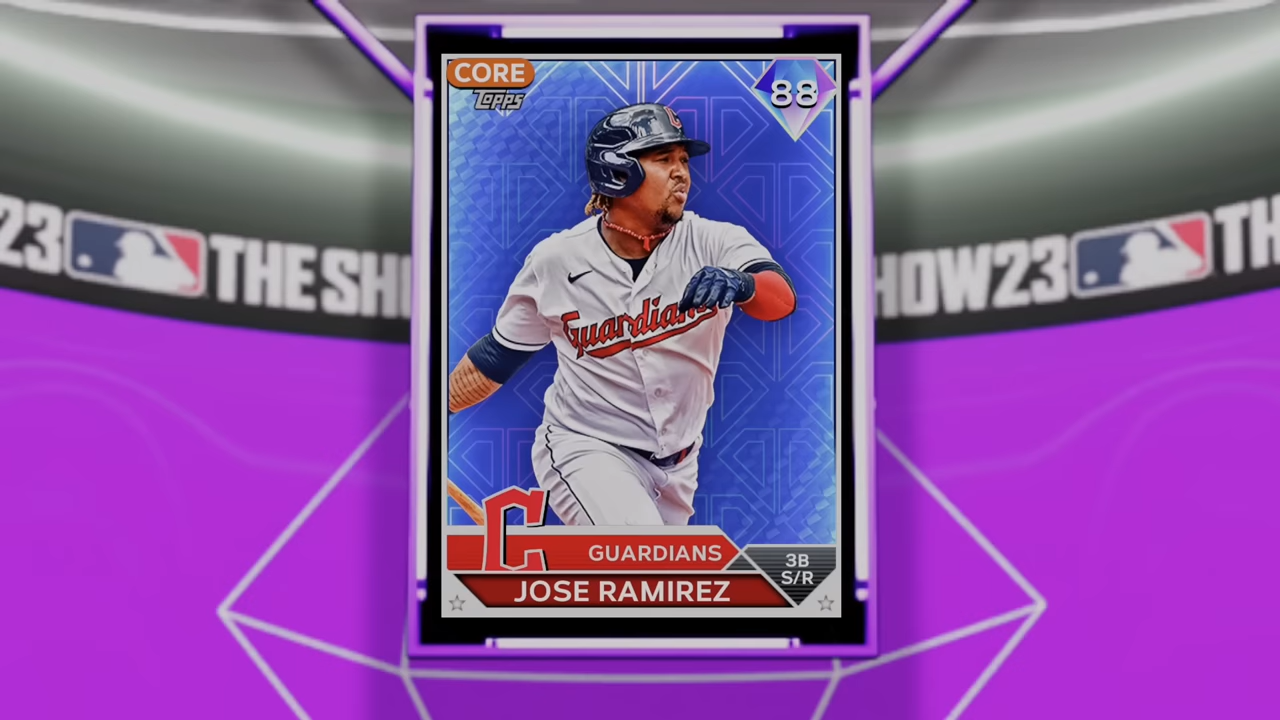 CORE
Topps
88
23 THE SH
HOW23 TH
Guardians
C
GUARDIANS
3B
S/R
JOSE RAMIREZ